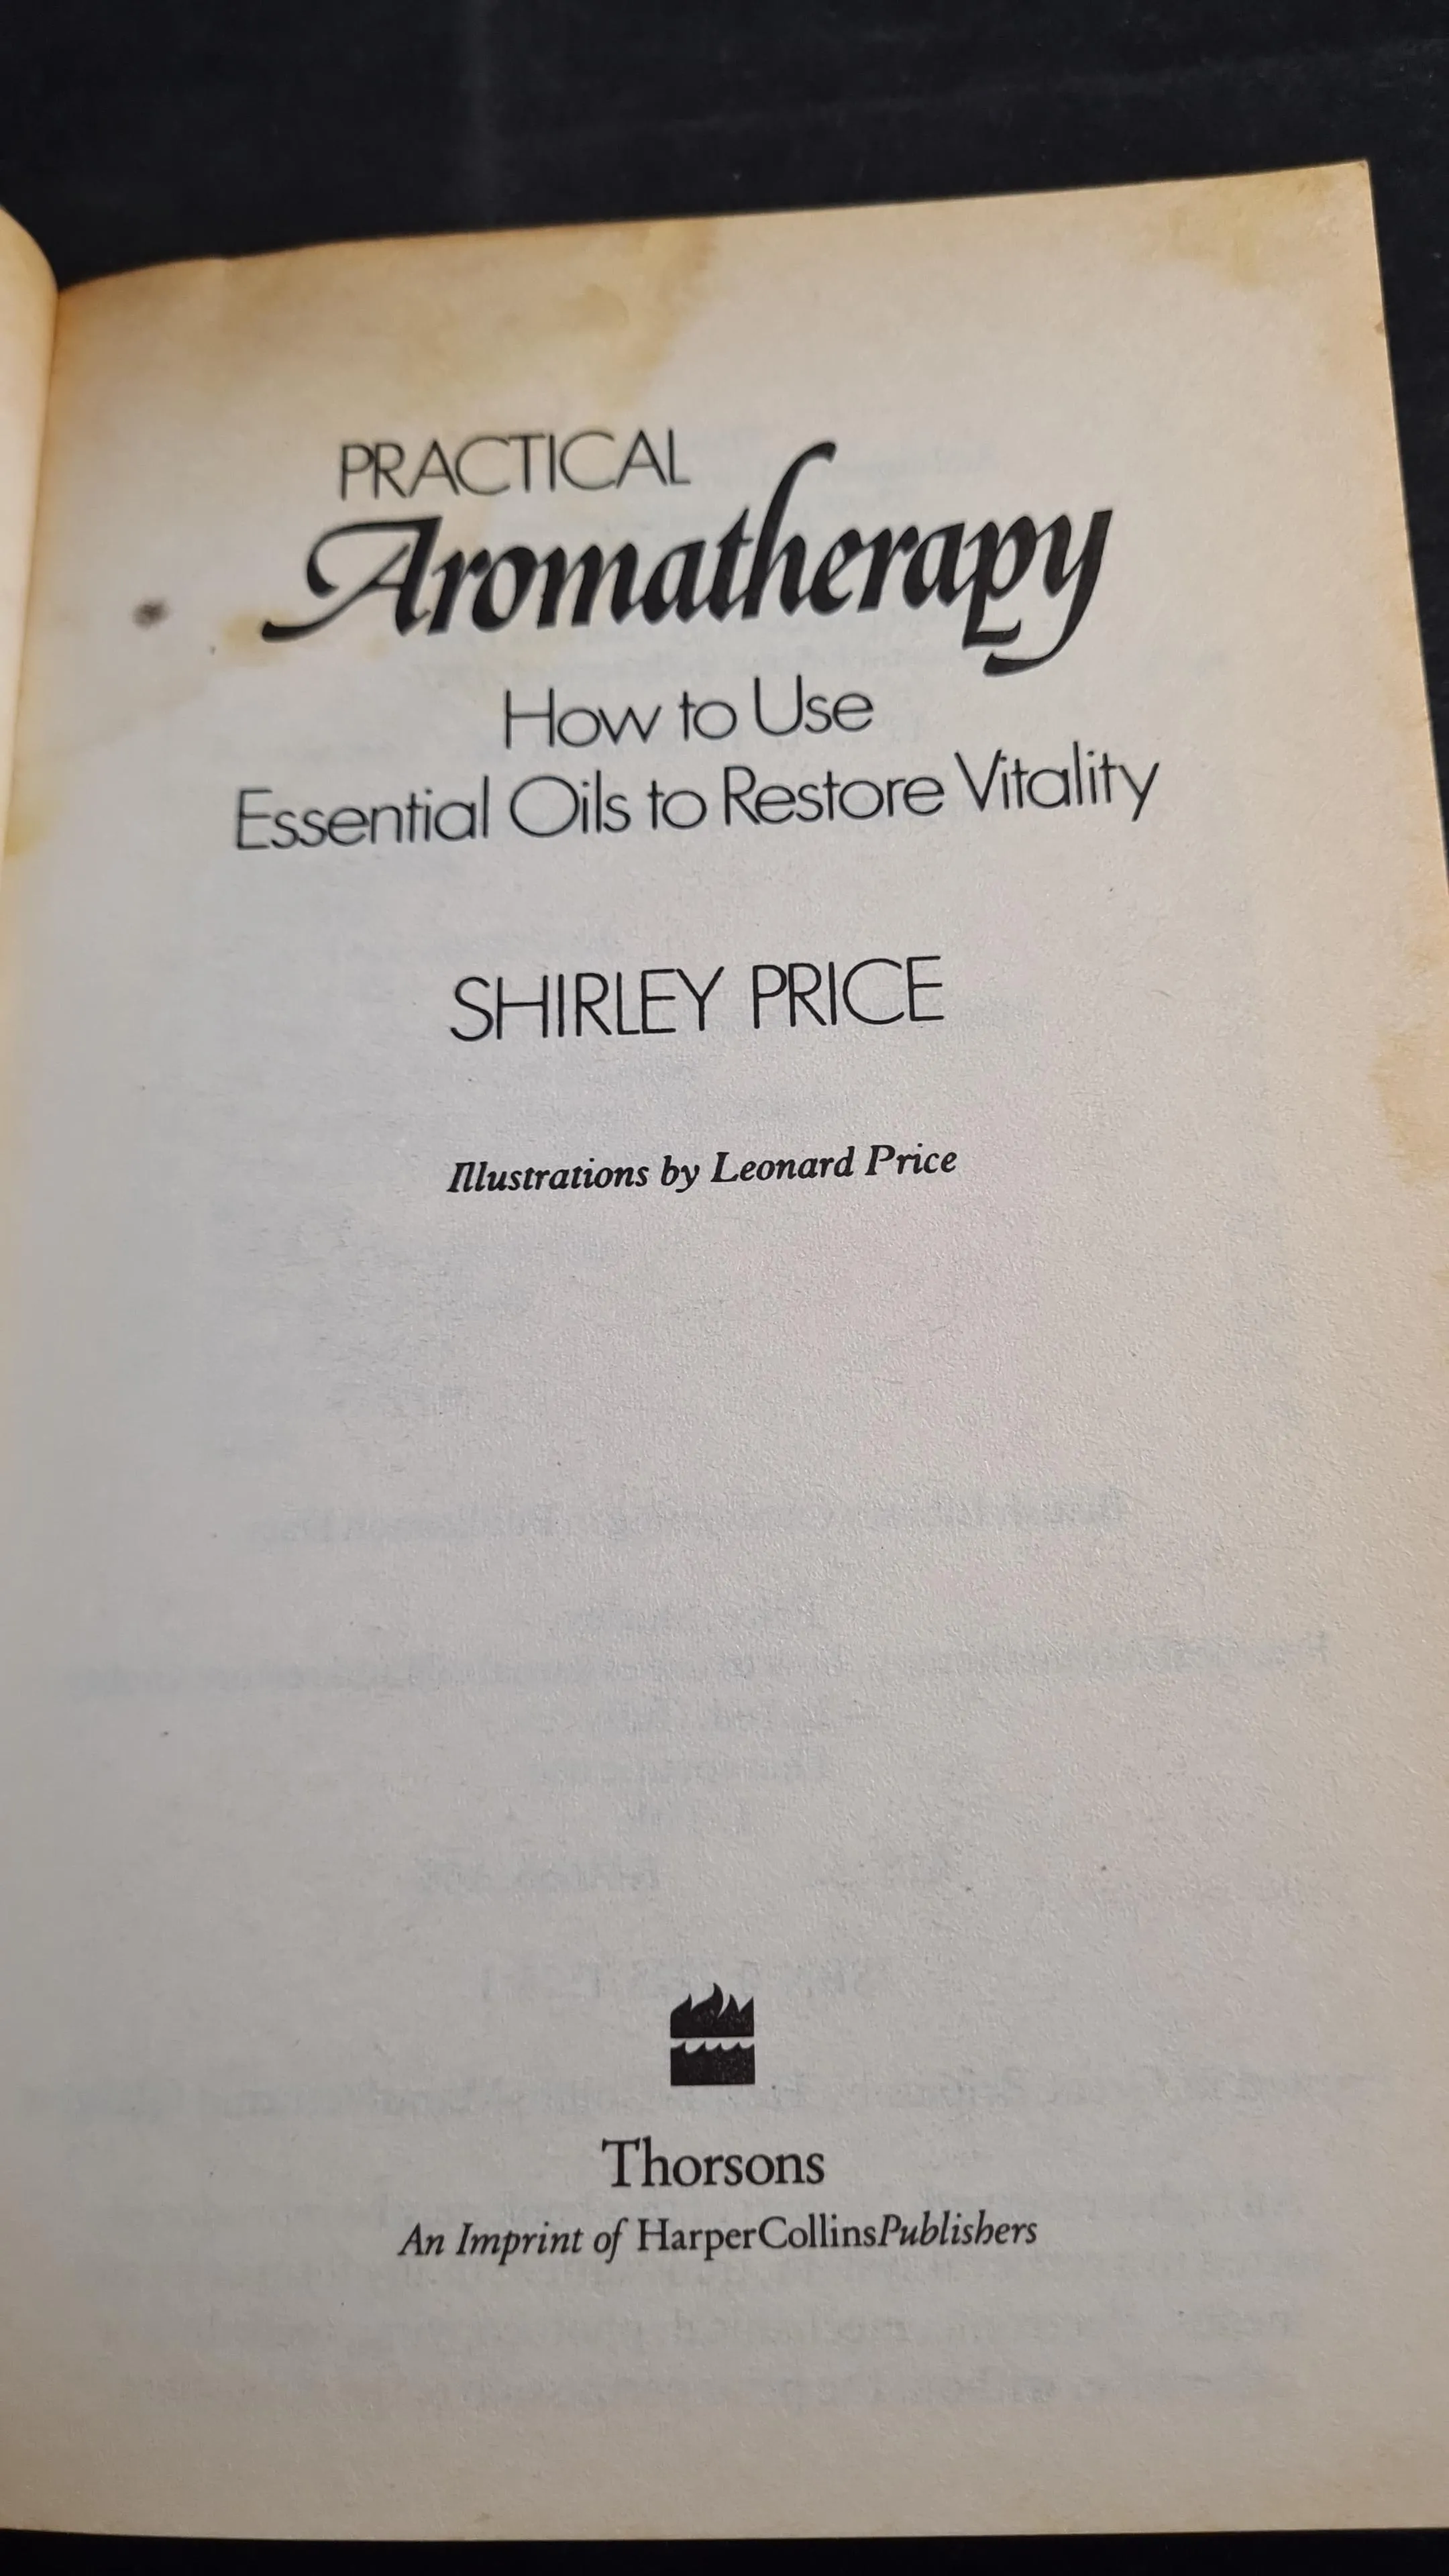 PRACTICAL
Aromatherapy
How to Use
Essential Oils to Restore Vitality
SHIRLEY PRICE
Illustrations by Leonard Price
Thorsons
An Imprint of HarperCollinsPublishers